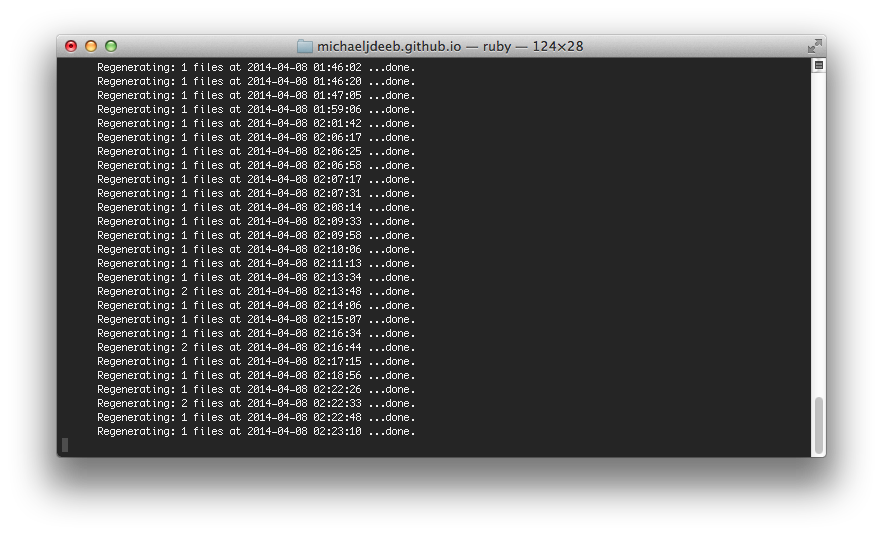 michaeljdeeb.github.io — ruby — 124×28
Regenerating: 1 files at 2014-04-08 01:46:02 ...done.
Regenerating: 1 files at 2014-04-08 01:46:20 ...done.
Regenerating: 1 files at 2014-04-08 01:47:05 ...done.
Regenerating: 1 files at 2014-04-08 01:59:06 ...done.
Regenerating: 1 files at 2014-04-08 02:01:42 ...done.
Regenerating: 1 files at 2014-04-08 02:06:17 ...done.
Regenerating: 1 files at 2014-04-08 02:06:25 ...done.
Regenerating: 1 files at 2014-04-08 02:06:58 ...done.
Regenerating: 1 files at 2014-04-08 02:07:17 ...done.
Regenerating: 1 files at 2014-04-08 02:07:31 ...done.
Regenerating: 1 files at 2014-04-08 02:08:14 ...done.
Regenerating: 1 files at 2014-04-08 02:09:33 ...done.
Regenerating: 1 files at 2014-04-08 02:09:58 ...done.
Regenerating: 1 files at 2014-04-08 02:10:06 ...done.
Regenerating: 1 files at 2014-04-08 02:11:13 ...done.
Regenerating: 1 files at 2014-04-08 02:13:34 ...done.
Regenerating: 2 files at 2014-04-08 02:13:48 ...done.
Regenerating: 1 files at 2014-04-08 02:14:06 ...done.
Regenerating: 1 files at 2014-04-08 02:15:07 ...done.
Regenerating: 1 files at 2014-04-08 02:16:34 ...done.
Regenerating: 2 files at 2014-04-08 02:16:44 ...done.
Regenerating: 1 files at 2014-04-08 02:17:15 ...done.
Regenerating: 1 files at 2014-04-08 02:18:56 ...done.
Regenerating: 1 files at 2014-04-08 02:22:26 ...done.
Regenerating: 2 files at 2014-04-08 02:22:33 ...done.
Regenerating: 1 files at 2014-04-08 02:22:48 ...done.
Regenerating: 1 files at 2014-04-08 02:23:10 ...done.